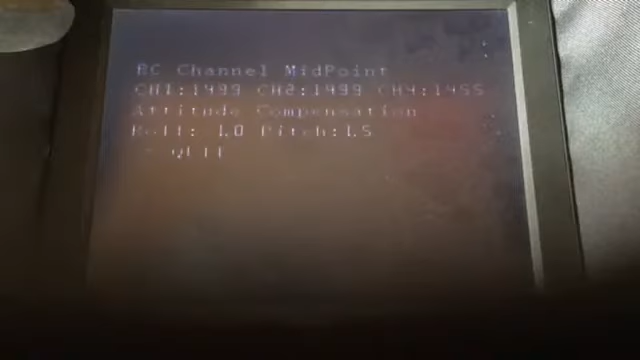 RC Channel MidPoint
CH1:1499 CH2:1499 CH4:1455
Attitude Compensation
Roll: 1.0 Pitch:1.5